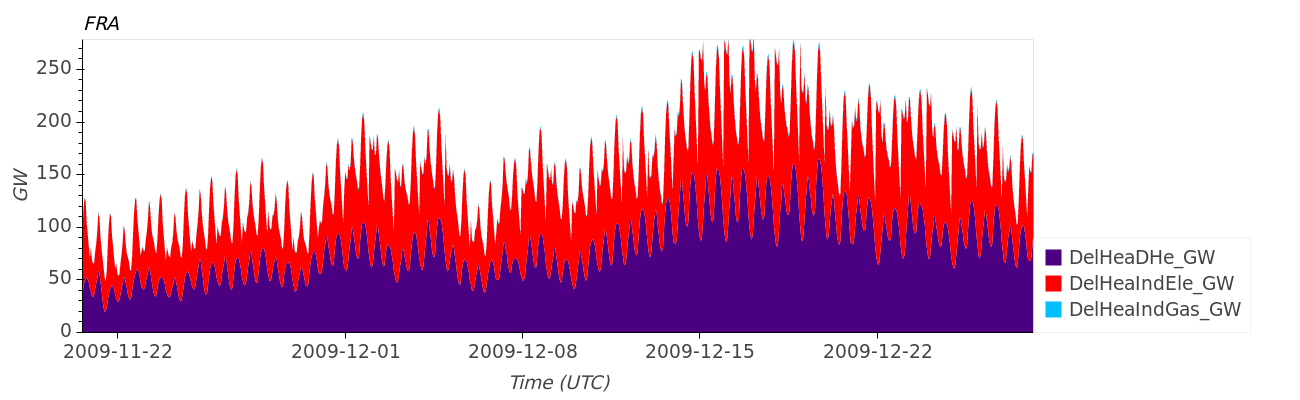 FRA
250
200
150
100
50
0
GW
2009-11-22
2009-12-01
2009-12-08
2009-12-15
2009-12-22
Time (UTC)
DelHeaDHe_GW
DelHeaIndEle_GW
DelHeaIndGas_GW